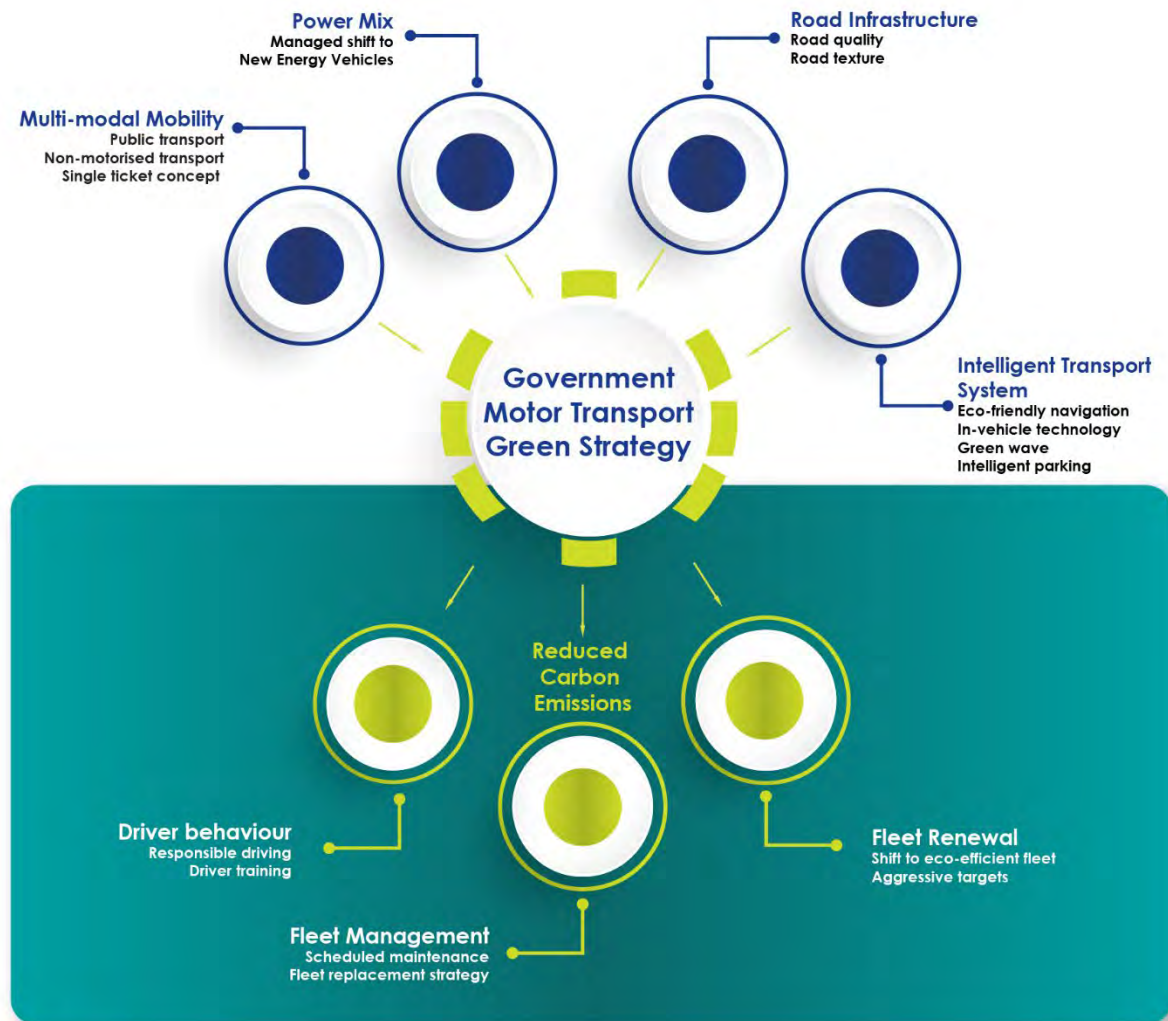 Power Mix
Managed shift to
New Energy Vehicles
Road Infrastructure
Road quality
Road texture
Multi-modal Mobility
Public transport
Non-motorised transport
Single ticket concept
Intelligent Transport
System
Eco-friendly navigation
In-vehicle technology
Green wave
Intelligent parking
Government
Motor Transport
Green Strategy
Reduced
Carbon
Emissions
Driver behaviour
Responsible driving
Driver training
Fleet Management
Scheduled maintenance
Fleet replacement strategy
Fleet Renewal
Shift to eco-efficient fleet
Aggressive targets